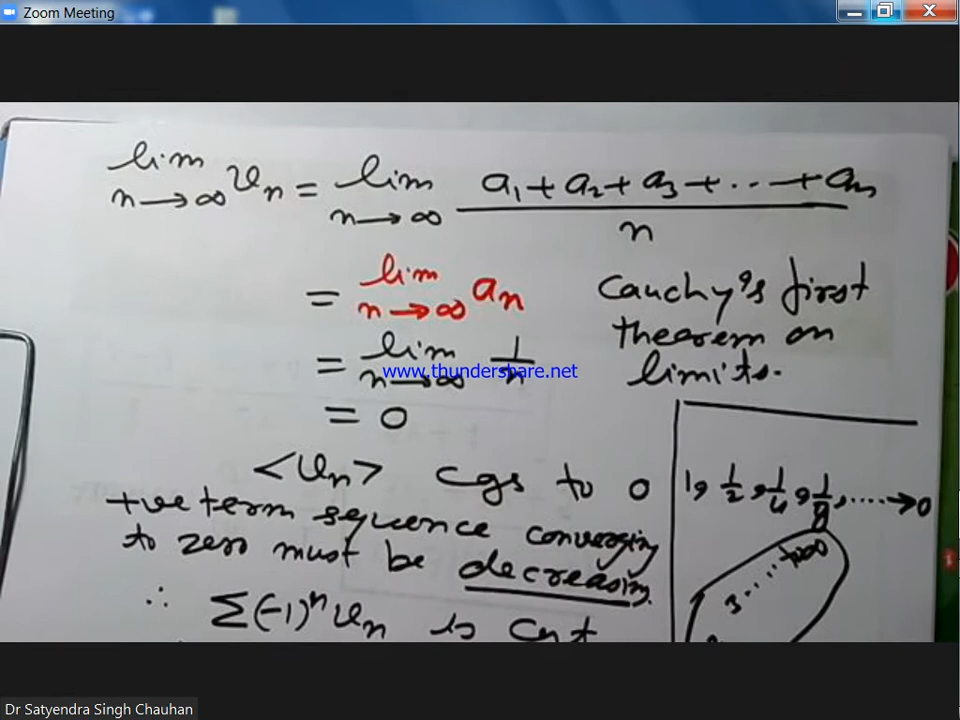 Zoom Meeting
lim n→∞ un = lim n→∞ a1 + a2 + a3 + ... + an / n
= lim n→∞ an
Cauchy's first
theorem on
limits.
= lim n→∞ 1/n
www.thundershare.net
= 0
<un> cgs to 0
+ve term sequence converging
to zero must be decreasing.
∴ Σ(-1)^n un is cgt
1, 1/2, 1/4, 1/8, .....→0
3
Dr Satyendra Singh Chauhan